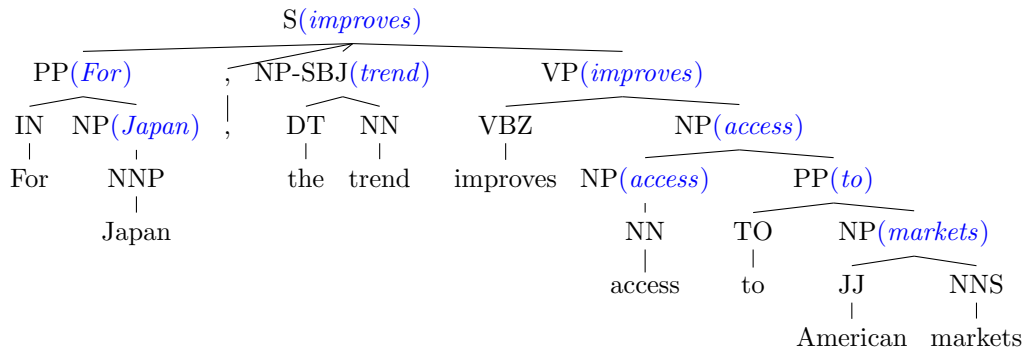 S(improves)
PP(For) , NP-SBJ(trend) VP(improves)
IN NP(Japan) , DT NN VBZ NP(access)
For NNP the trend improves NP(access) PP(to)
Japan NN TO NP(markets)
access to JJ NNS
American markets